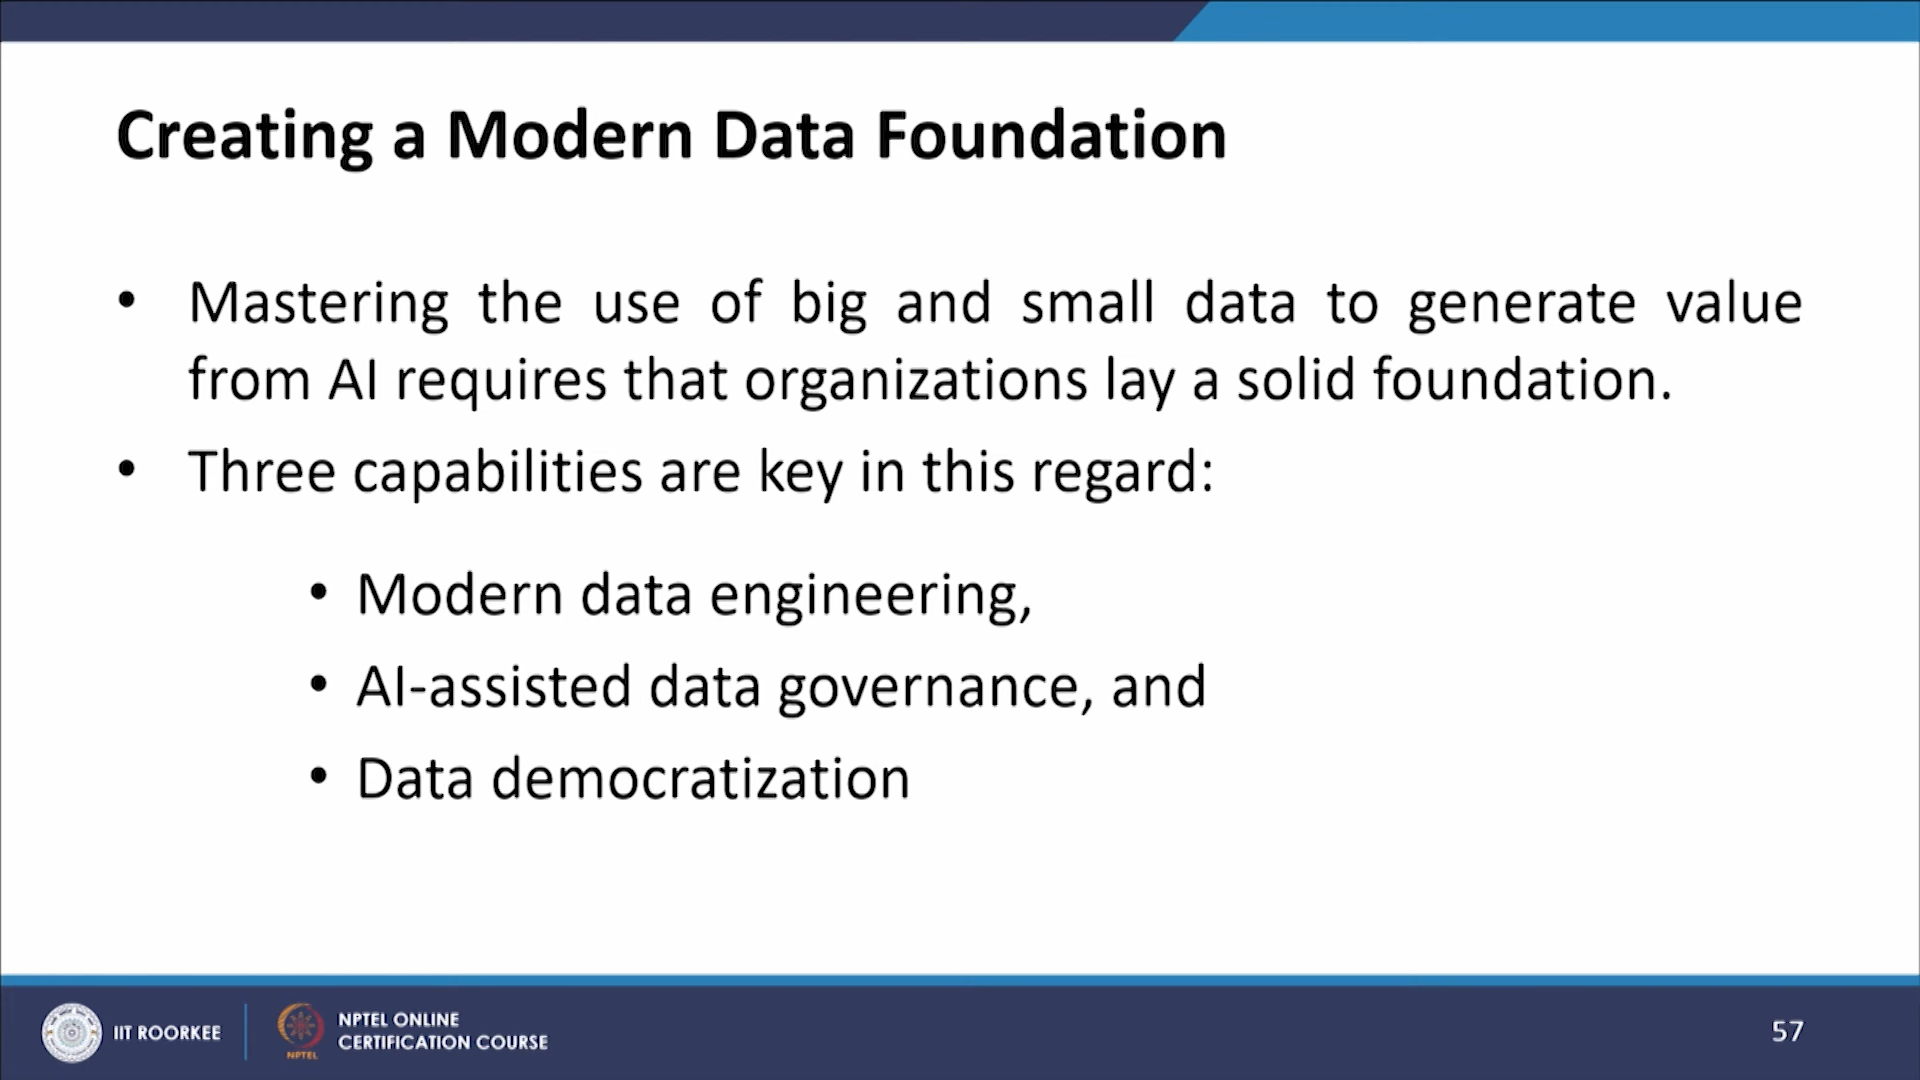 Creating a Modern Data Foundation
• Mastering the use of big and small data to generate value
from AI requires that organizations lay a solid foundation.
• Three capabilities are key in this regard:
• Modern data engineering,
• AI-assisted data governance, and
• Data democratization
IIT ROORKEE
NPTEL
NPTEL ONLINE
CERTIFICATION COURSE
57